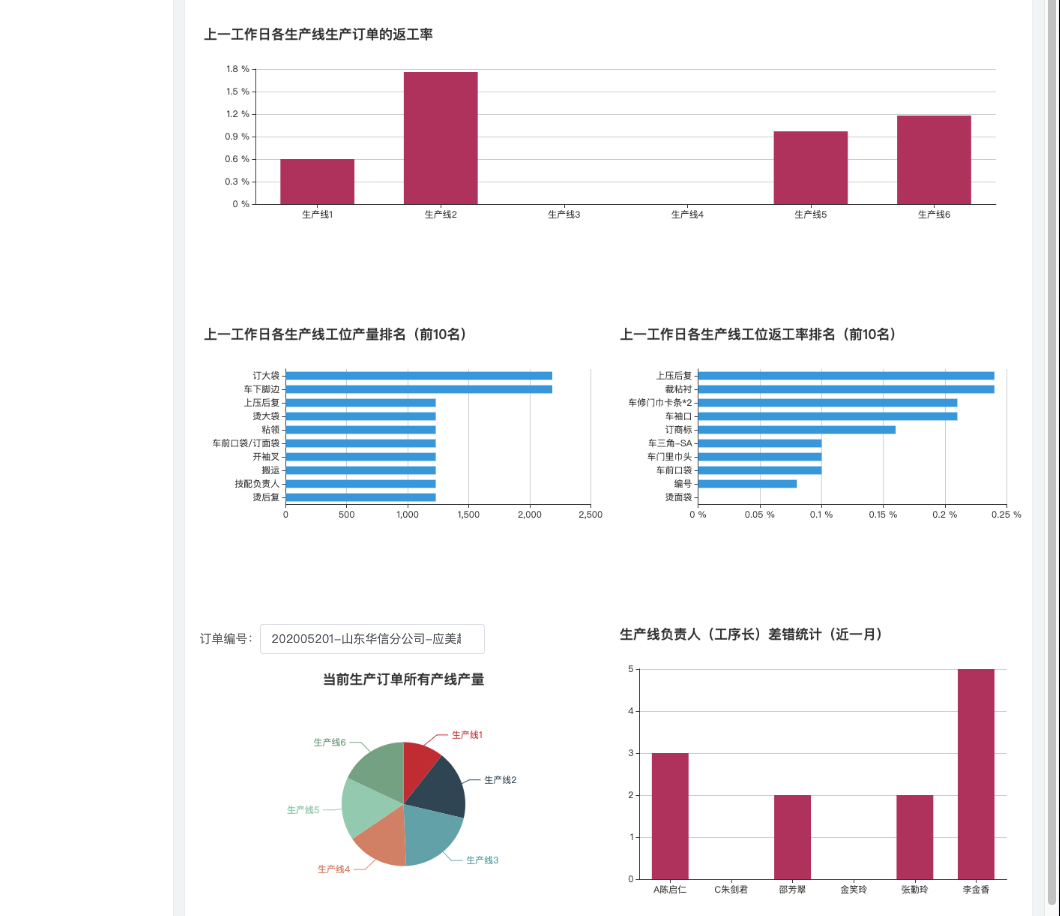 上一工作日各生产线生产订单的返工率
1.8 %
1.5 %
1.2 %
0.9 %
0.6 %
0.3 %
0 %
生产线1 生产线2 生产线3 生产线4 生产线5 生产线6
上一工作日各生产线工位产量排名（前10名）
订大袋
车下脚边
上压后复
烫大袋
粘领
车前口袋/订面袋
开袖叉
搬运
技配负责人
烫后复
0 500 1,000 1,500 2,000 2,500
上一工作日各生产线工位返工率排名（前10名）
上压后复
裁粘衬
车修门巾卡条*2
车袖口
订商标
车三角-SA
车门里巾头
车前口袋
编号
烫面袋
0 % 0.05 % 0.1 % 0.15 % 0.2 % 0.25 %
订单编号: 202005201-山东华信分公司-应美
当前生产订单所有产线产量
生产线1
生产线2
生产线3
生产线4
生产线5
生产线6
生产线负责人（工序长）差错统计（近一月）
5
4
3
2
1
0
A陈启仁 C朱剑君 邵芳翠 金笑玲 张勤玲 李金香